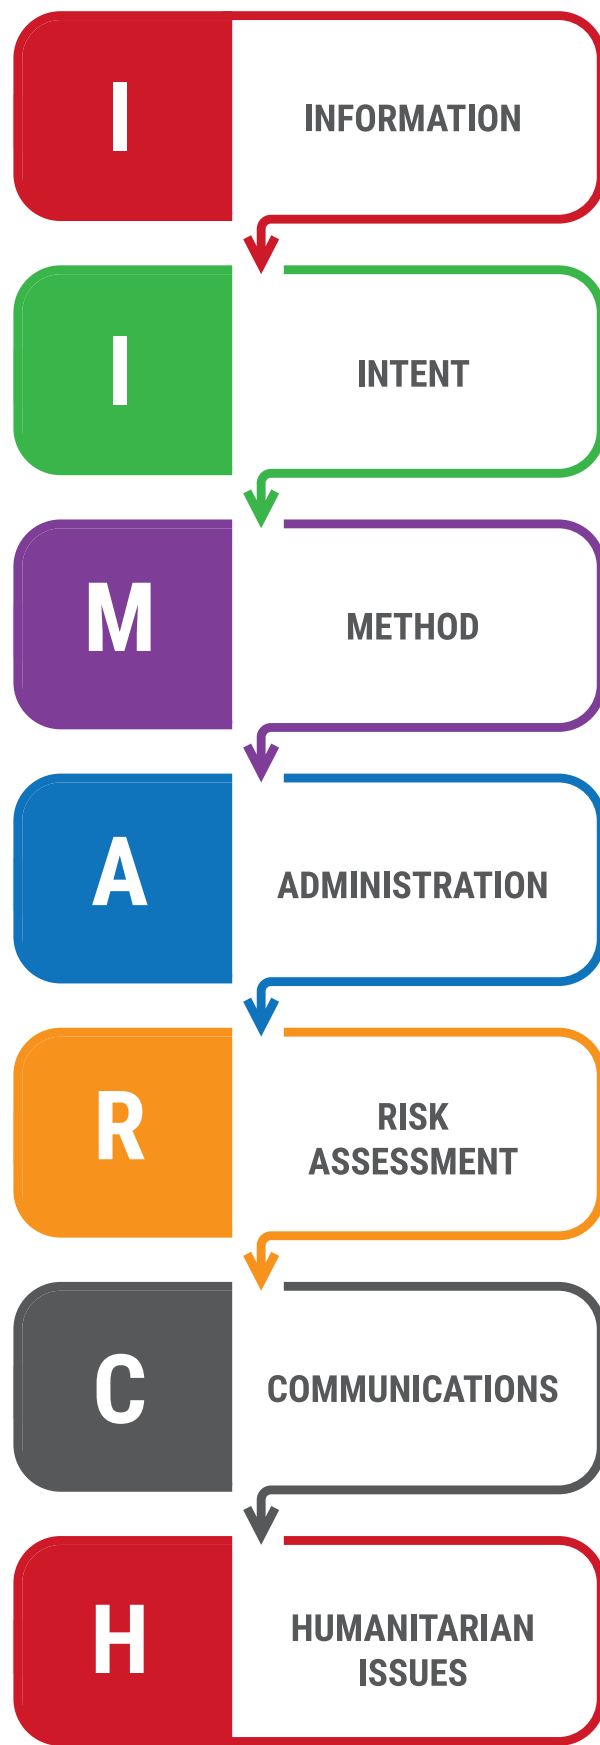 I
INFORMATION
I
INTENT
M
METHOD
A
ADMINISTRATION
R
RISK
ASSESSMENT
C
COMMUNICATIONS
H
HUMANITARIAN
ISSUES